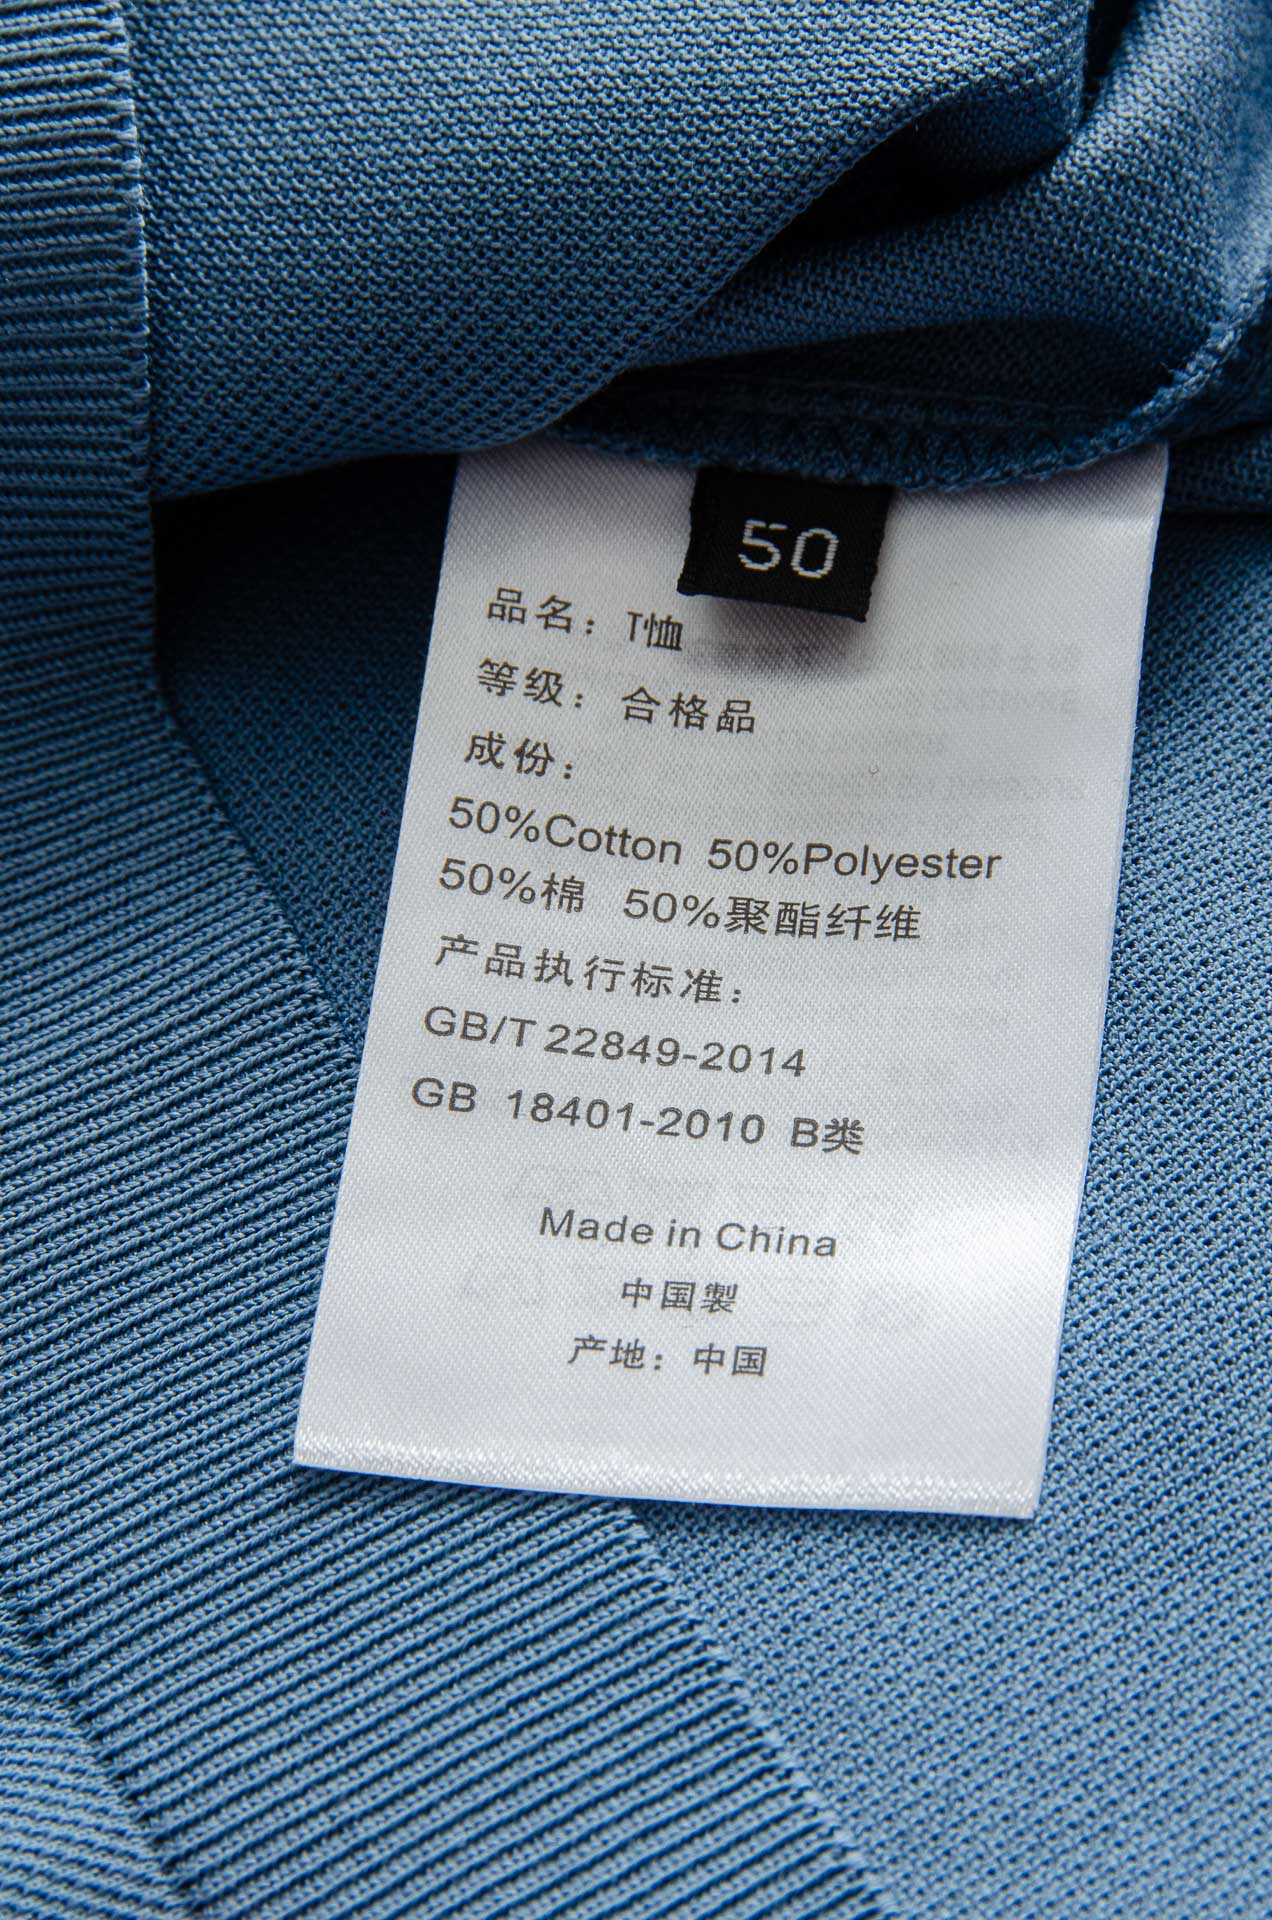 50
品名：T恤
等级：合格品
成份：
50%Cotton 50%Polyester
50%棉 50%聚酯纤维
产品执行标准：
GB/T 22849-2014
GB 18401-2010 B类
Made in China
中国製
产地：中国